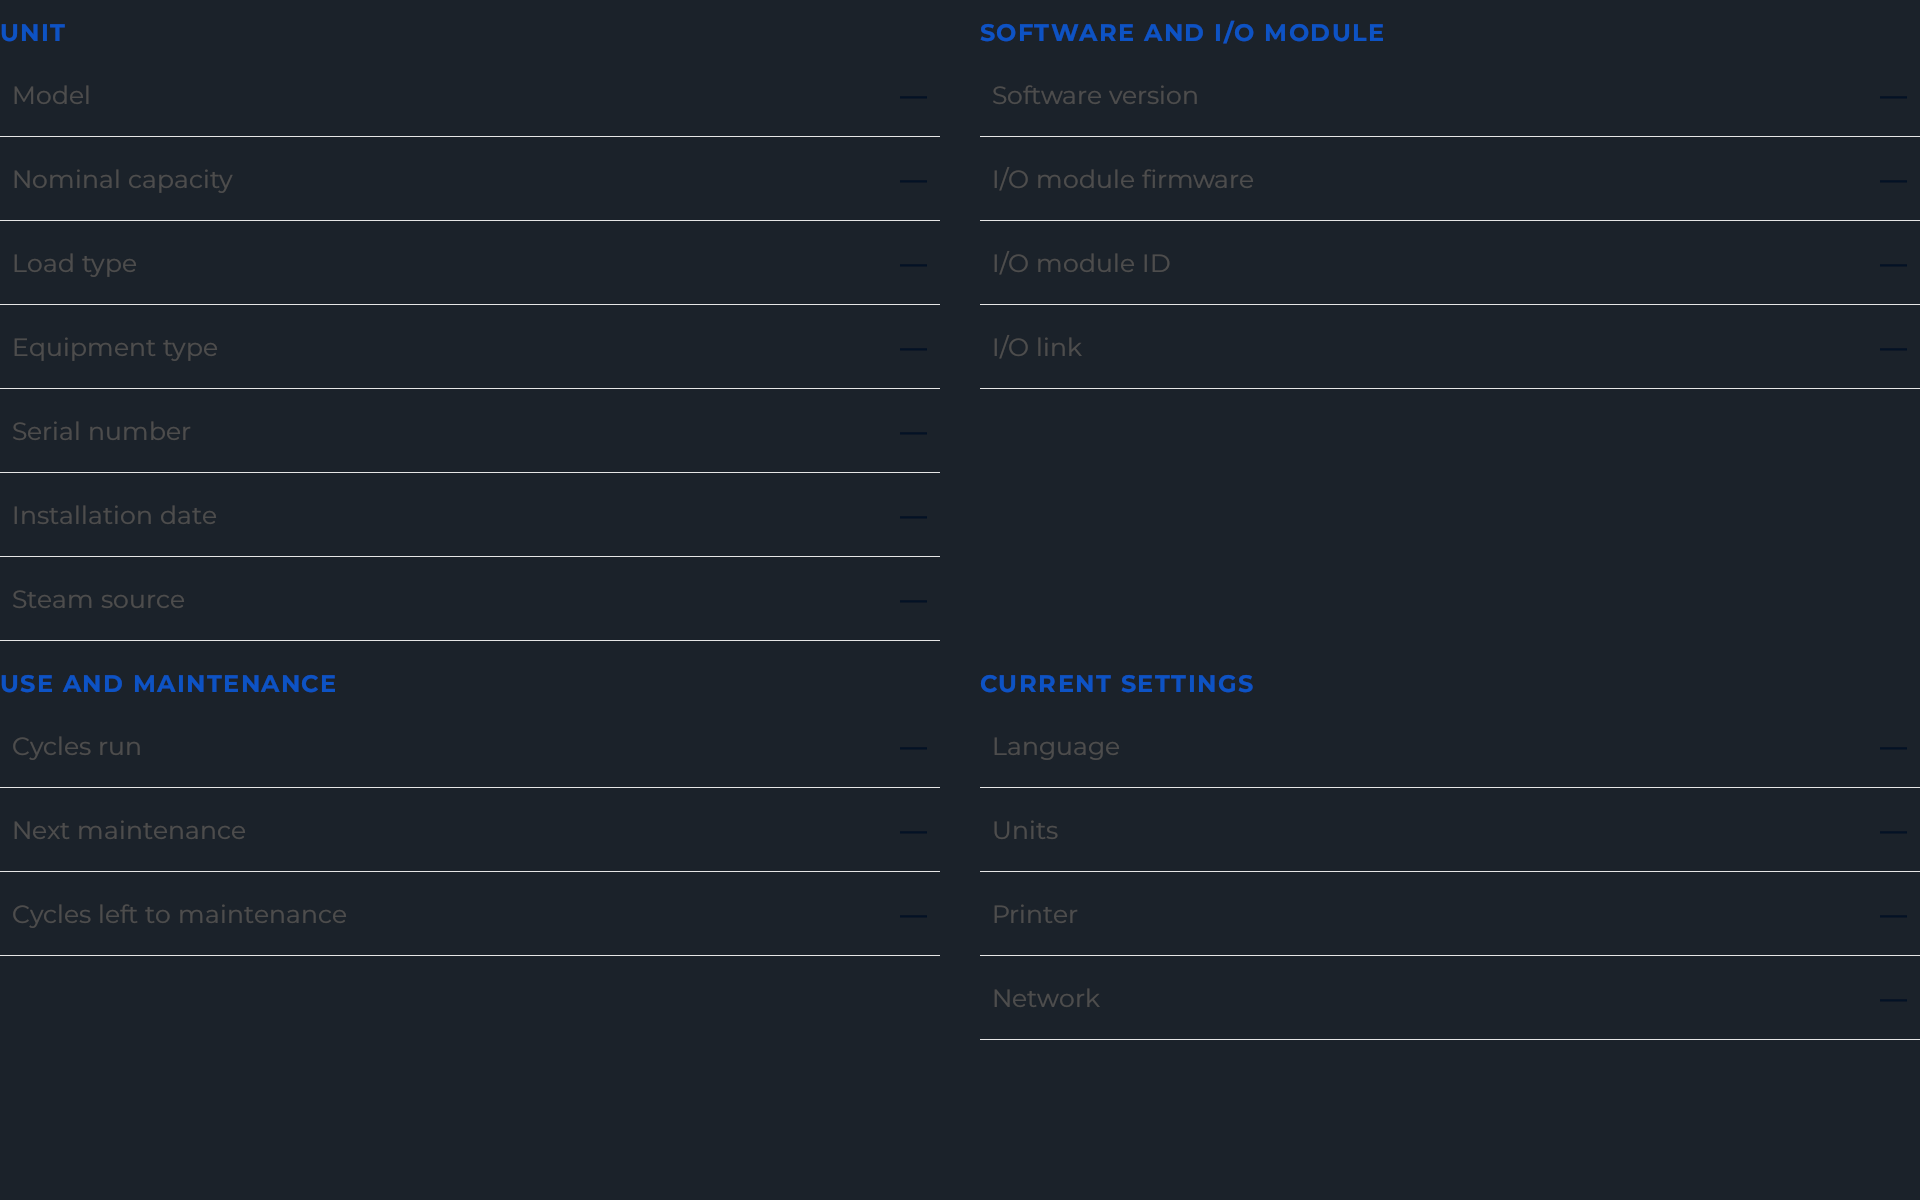 UNIT
Model —
Nominal capacity —
Load type —
Equipment type —
Serial number —
Installation date —
Steam source —
SOFTWARE AND I/O MODULE
Software version —
I/O module firmware —
I/O module ID —
I/O link —
USE AND MAINTENANCE
Cycles run —
Next maintenance —
Cycles left to maintenance —
CURRENT SETTINGS
Language —
Units —
Printer —
Network —